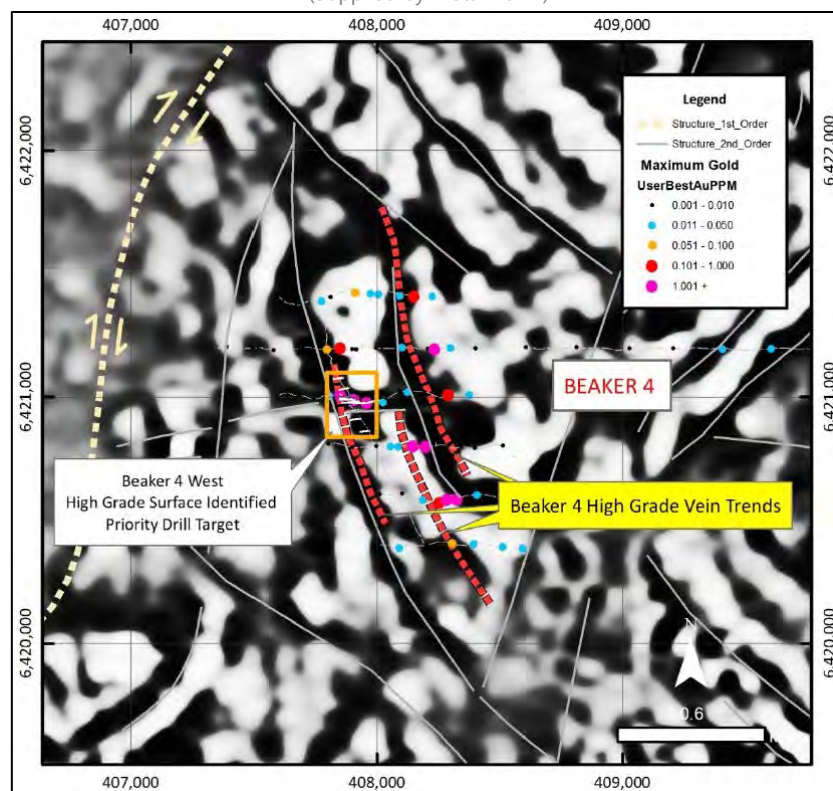 407,000
408,000
409,000
Legend
Structure_1st_Order
Structure_2nd_Order
Maximum Gold
UserBestAuPPM
0.001 - 0.010
0.011 - 0.050
0.051 - 0.100
0.101 - 1.000
1.001 +
6,422,000
6,422,000
6,421,000
6,421,000
BEAKER 4
Beaker 4 West
High Grade Surface Identified
Priority Drill Target
Beaker 4 High Grade Vein Trends
6,420,000
6,420,000
N
0.6
407,000
408,000
409,000